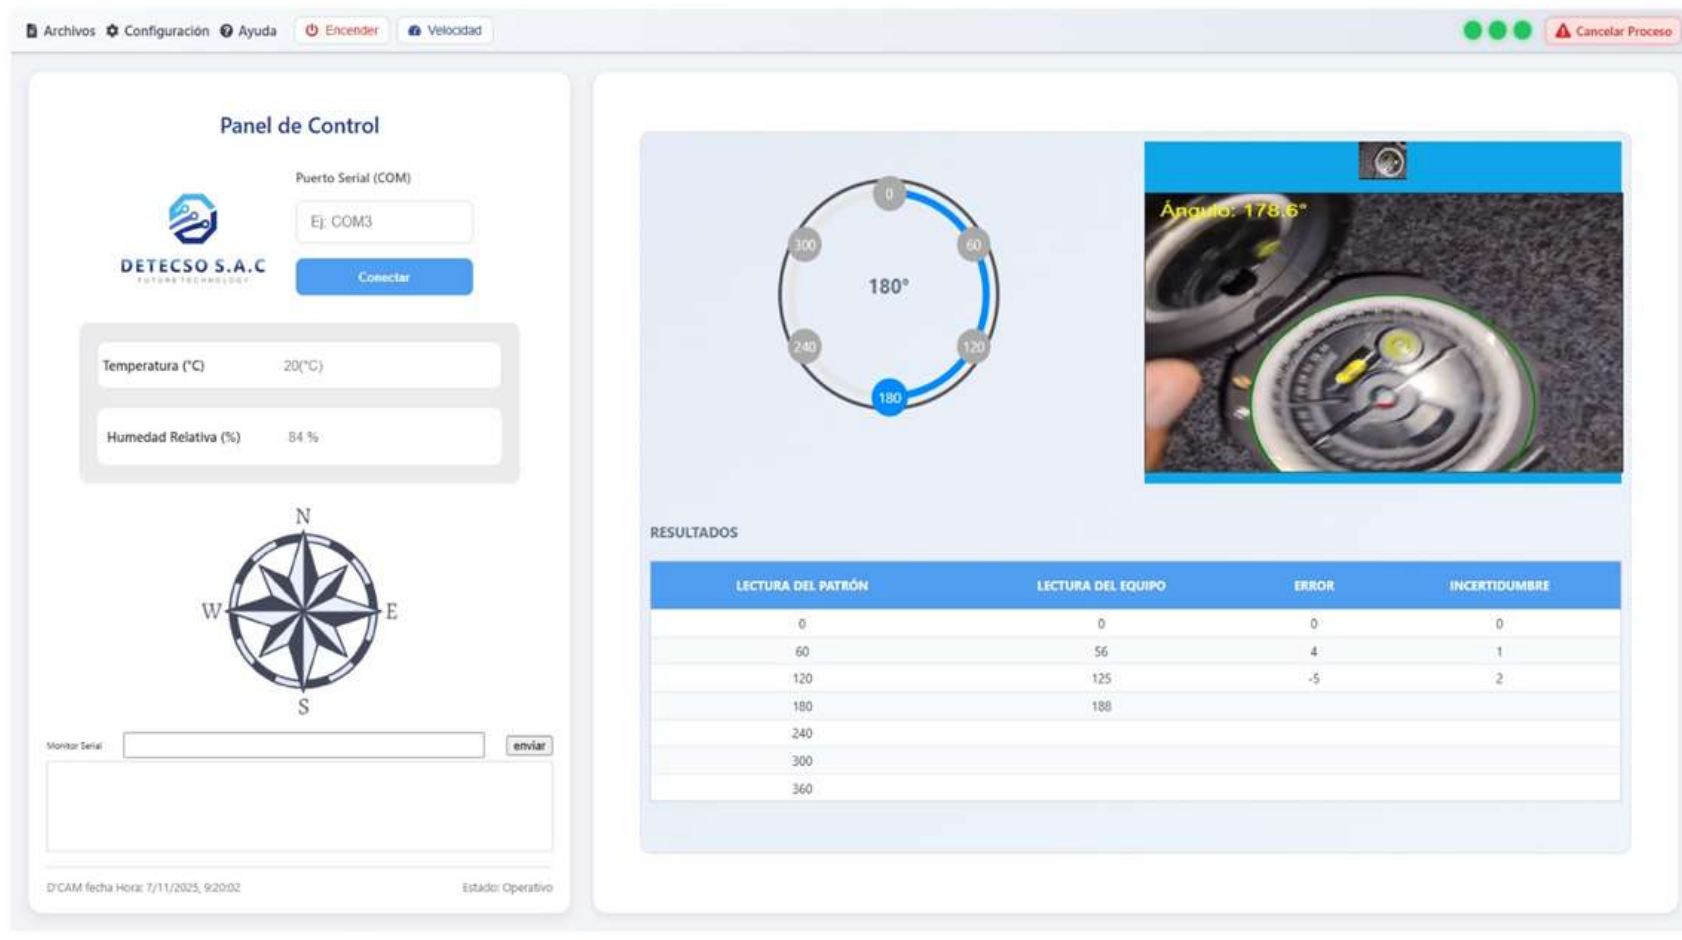 Archivos Configuración Ayuda Encender Velocidad Cancelar Proceso
Panel de Control
Puerto Serial (COM)
Ej: COM3
Conectar
DETECSO S.A.C
FUTURE TECHNOLOGY
Temperatura (°C) 20(°C)
Humedad Relativa (%) 84 %
N
W E
S
Monitor Serial enviar
D'CAM fecha Hora: 7/11/2025, 9:20:02 Estado: Operativo
0
300 60
180°
240 120
180
Ángulo: 178.6°
RESULTADOS
LECTURA DEL PATRÓN LECTURA DEL EQUIPO ERROR INCERTIDUMBRE
0 0 0 0
60 56 4 1
120 125 -5 2
180 188
240
300
360